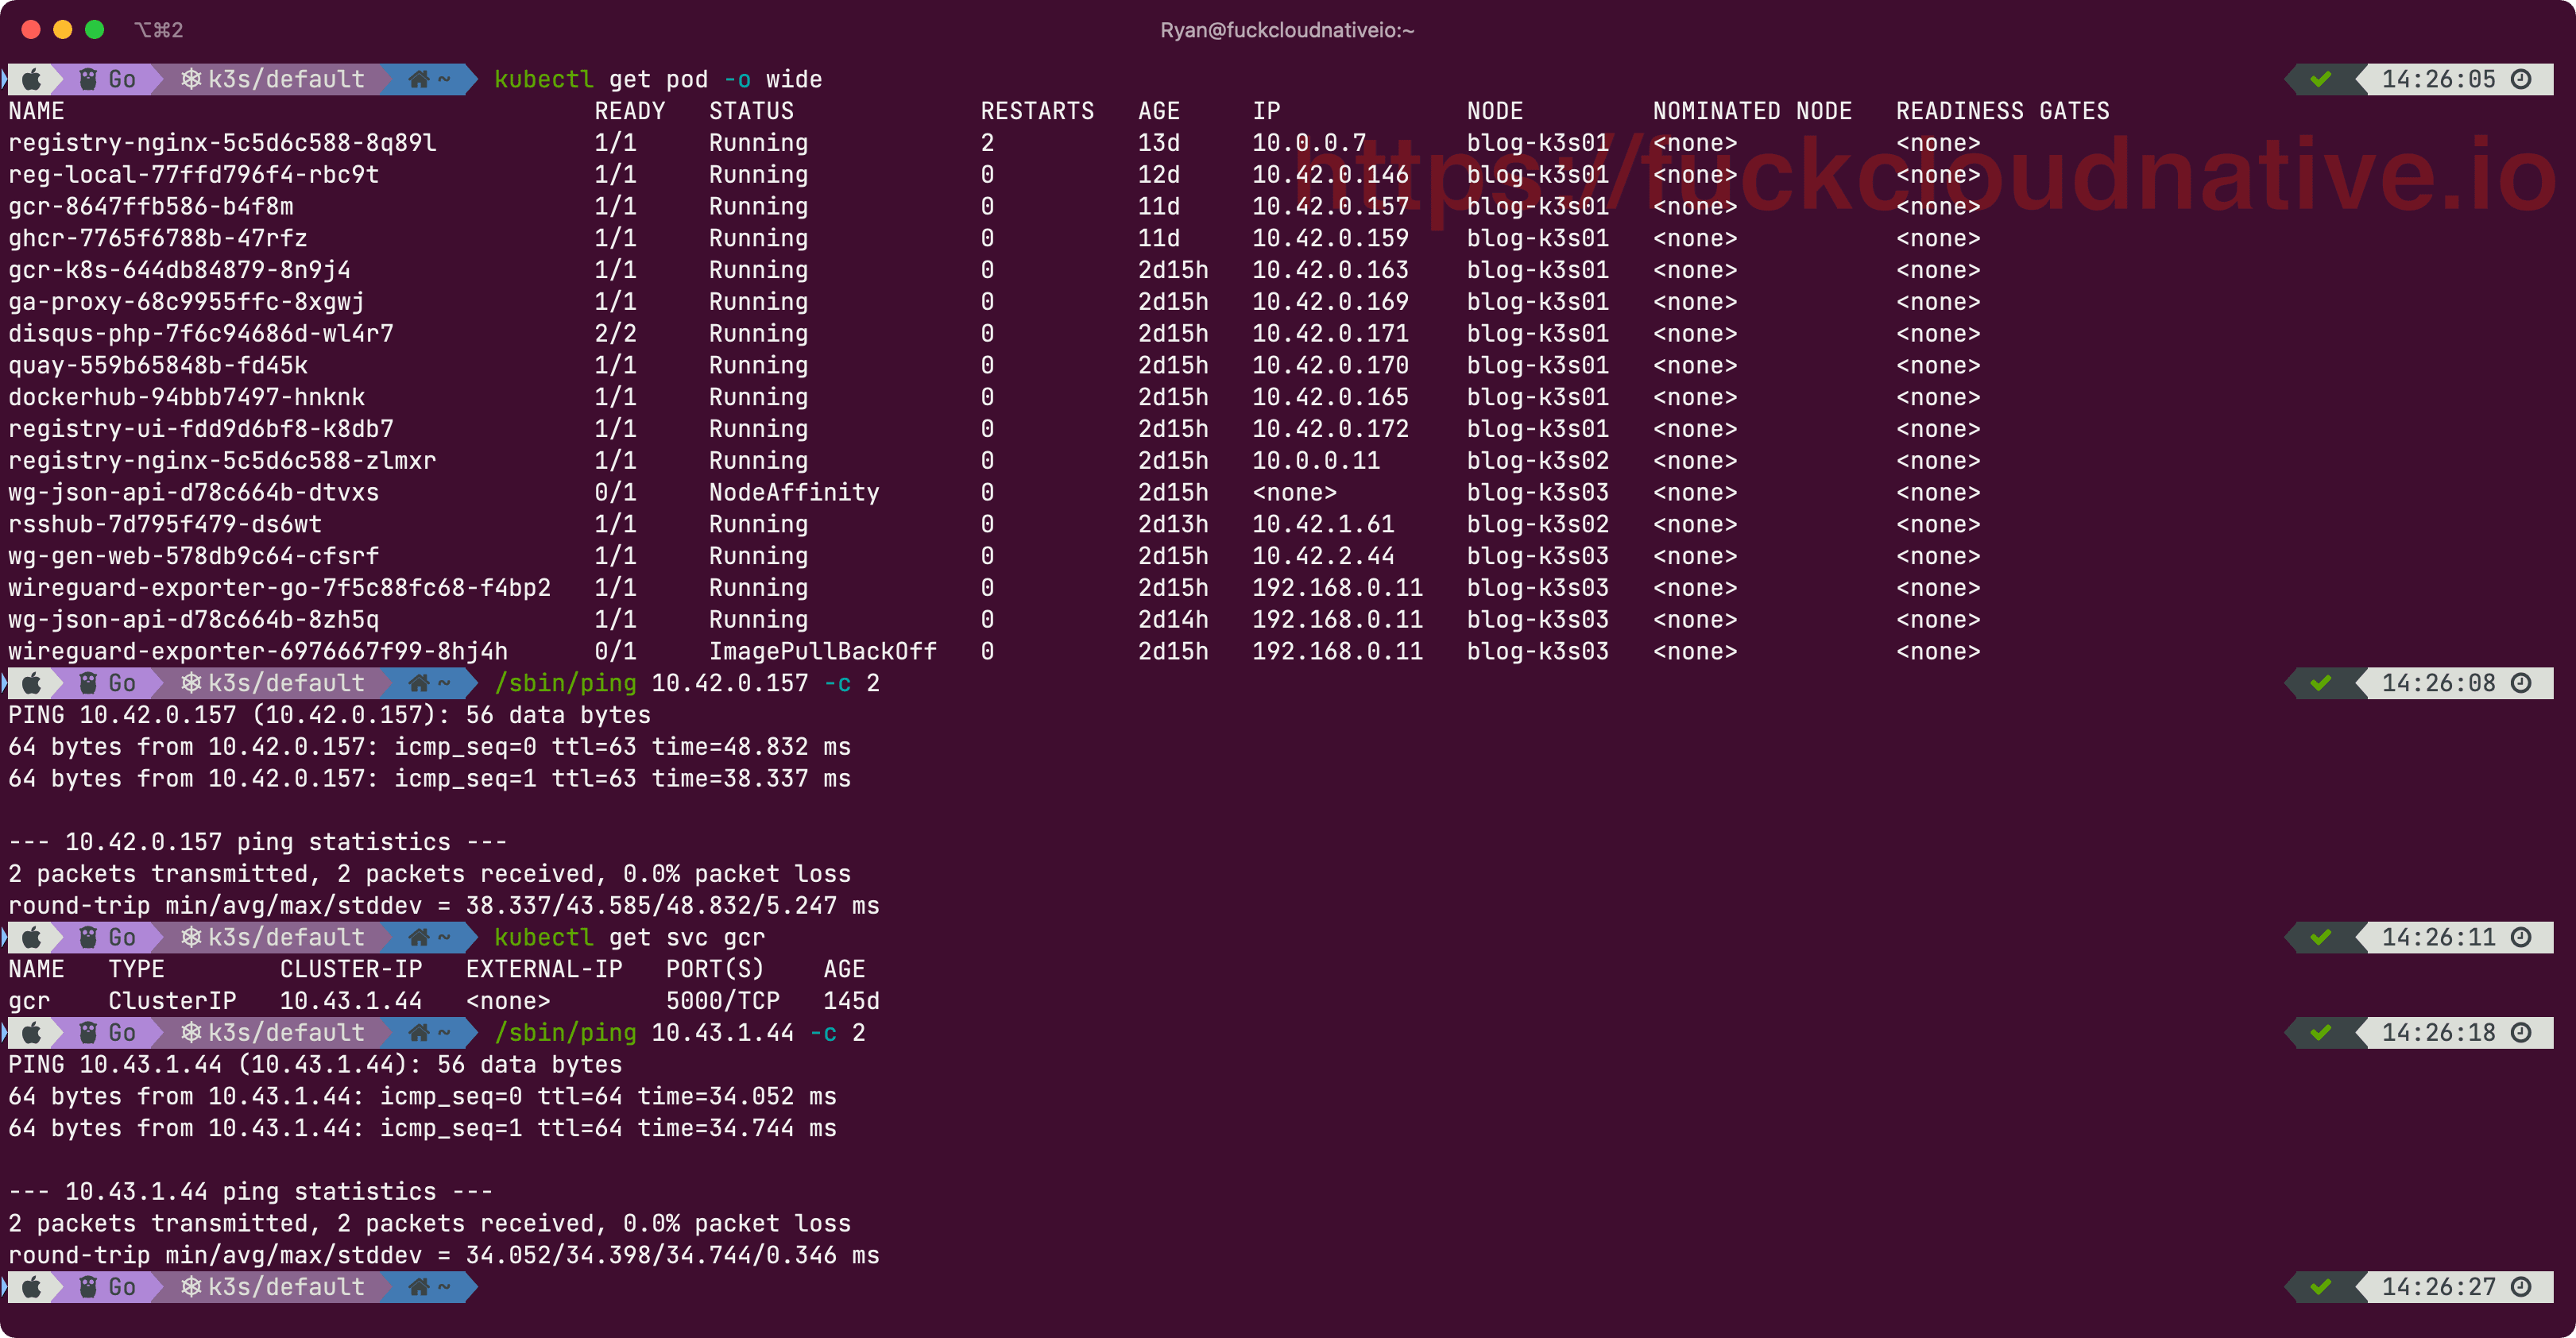 ⌥⌘2 Ryan@fuckcloudnativeio:~
Go k3s/default ~ kubectl get pod -o wide 14:26:05
NAME READY STATUS RESTARTS AGE IP NODE NOMINATED NODE READINESS GATES
registry-nginx-5c5d6c588-8q89l 1/1 Running 2 13d 10.0.0.7 blog-k3s01 <none> <none>
https://fuckcloudnative.io
reg-local-77ffd796f4-rbc9t 1/1 Running 0 12d 10.42.0.146 blog-k3s01 <none> <none>
gcr-8647ffb586-b4f8m 1/1 Running 0 11d 10.42.0.157 blog-k3s01 <none> <none>
ghcr-7765f6788b-47rfz 1/1 Running 0 11d 10.42.0.159 blog-k3s01 <none> <none>
gcr-k8s-644db84879-8n9j4 1/1 Running 0 2d15h 10.42.0.163 blog-k3s01 <none> <none>
ga-proxy-68c9955ffc-8xgwj 1/1 Running 0 2d15h 10.42.0.169 blog-k3s01 <none> <none>
disqus-php-7f6c94686d-wl4r7 2/2 Running 0 2d15h 10.42.0.171 blog-k3s01 <none> <none>
quay-559b65848b-fd45k 1/1 Running 0 2d15h 10.42.0.170 blog-k3s01 <none> <none>
dockerhub-94bbb7497-hnknk 1/1 Running 0 2d15h 10.42.0.165 blog-k3s01 <none> <none>
registry-ui-fdd9d6bf8-k8db7 1/1 Running 0 2d15h 10.42.0.172 blog-k3s01 <none> <none>
registry-nginx-5c5d6c588-zlmxr 1/1 Running 0 2d15h 10.0.0.11 blog-k3s02 <none> <none>
wg-json-api-d78c664b-dtvxs 0/1 NodeAffinity 0 2d15h <none> blog-k3s03 <none> <none>
rsshub-7d795f479-ds6wt 1/1 Running 0 2d13h 10.42.1.61 blog-k3s02 <none> <none>
wg-gen-web-578db9c64-cfsrf 1/1 Running 0 2d15h 10.42.2.44 blog-k3s03 <none> <none>
wireguard-exporter-go-7f5c88fc68-f4bp2 1/1 Running 0 2d15h 192.168.0.11 blog-k3s03 <none> <none>
wg-json-api-d78c664b-8zh5q 1/1 Running 0 2d14h 192.168.0.11 blog-k3s03 <none> <none>
wireguard-exporter-6976667f99-8hj4h 0/1 ImagePullBackOff 0 2d15h 192.168.0.11 blog-k3s03 <none> <none>
Go k3s/default ~ /sbin/ping 10.42.0.157 -c 2 14:26:08
PING 10.42.0.157 (10.42.0.157): 56 data bytes
64 bytes from 10.42.0.157: icmp_seq=0 ttl=63 time=48.832 ms
64 bytes from 10.42.0.157: icmp_seq=1 ttl=63 time=38.337 ms
--- 10.42.0.157 ping statistics ---
2 packets transmitted, 2 packets received, 0.0% packet loss
round-trip min/avg/max/stddev = 38.337/43.585/48.832/5.247 ms
Go k3s/default ~ kubectl get svc gcr 14:26:11
NAME TYPE CLUSTER-IP EXTERNAL-IP PORT(S) AGE
gcr ClusterIP 10.43.1.44 <none> 5000/TCP 145d
Go k3s/default ~ /sbin/ping 10.43.1.44 -c 2 14:26:18
PING 10.43.1.44 (10.43.1.44): 56 data bytes
64 bytes from 10.43.1.44: icmp_seq=0 ttl=64 time=34.052 ms
64 bytes from 10.43.1.44: icmp_seq=1 ttl=64 time=34.744 ms
--- 10.43.1.44 ping statistics ---
2 packets transmitted, 2 packets received, 0.0% packet loss
round-trip min/avg/max/stddev = 34.052/34.398/34.744/0.346 ms
Go k3s/default ~ 14:26:27